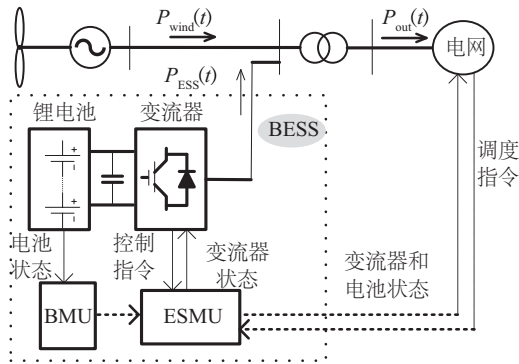 P_wind(t)
P_out(t)
电网
P_ESS(t)
锂电池
变流器
BESS
调度
指令
电池
状态
控制
指令
变流器
状态
变流器和
电池状态
BMU
ESMU